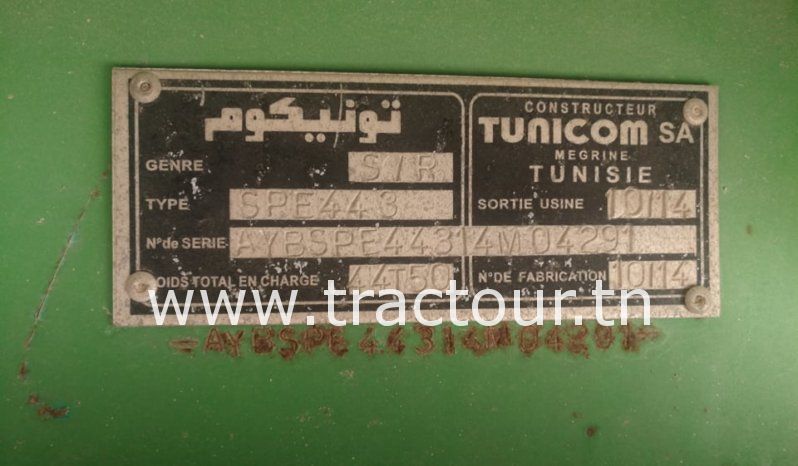 تونيكوم
GENRE S/R
TYPE SPE443
N° de SERIE AYBSPE44314M04291
POIDS TOTAL EN CHARGE 44T50
CONSTRUCTEUR
TUNICOM SA
MEGRINE
TUNISIE
SORTIE USINE 10/14
N°DE FABRICATION 10/14
www.tractour.tn
AYBSPE44314M04291